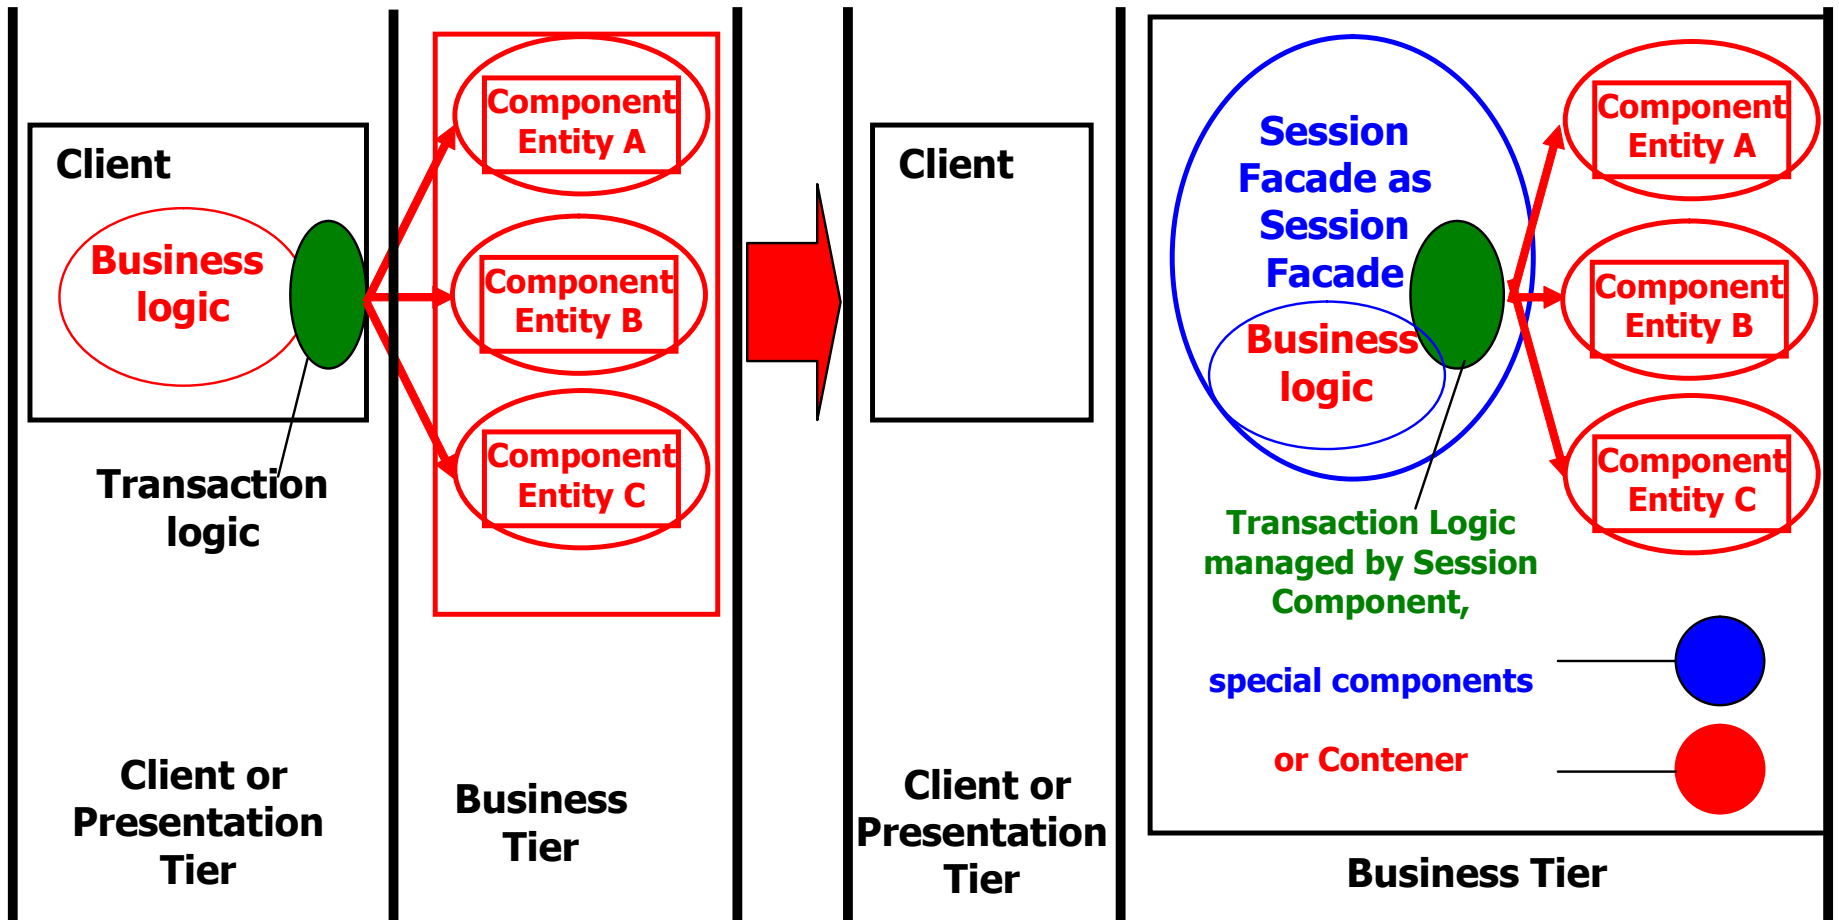 Client
Business
logic
Transaction
logic
Client or
Presentation
Tier
Component
Entity A
Component
Entity B
Component
Entity C
Business
Tier
Client
Client or
Presentation
Tier
Session
Facade as
Session
Facade
Business
logic
Component
Entity A
Component
Entity B
Component
Entity C
Transaction Logic
managed by Session
Component,
special components
or Contener
Business Tier